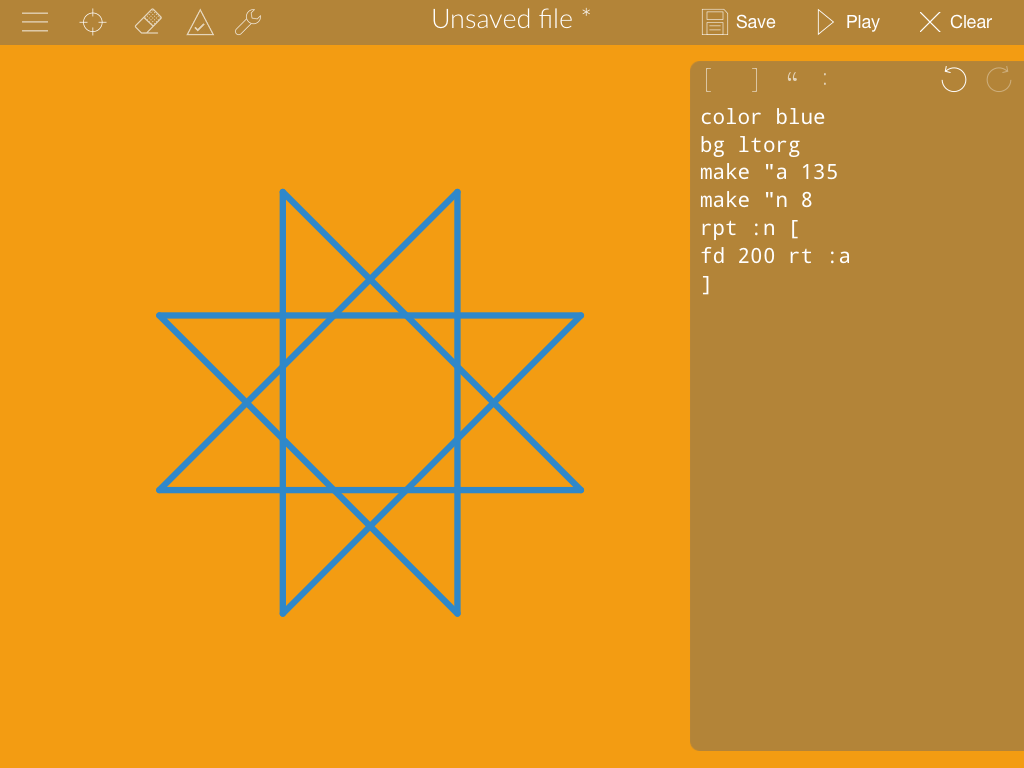 Unsaved file *
Save
Play
Clear
[ ] “ :
color blue
bg ltorg
make "a 135
make "n 8
rpt :n [
fd 200 rt :a
]